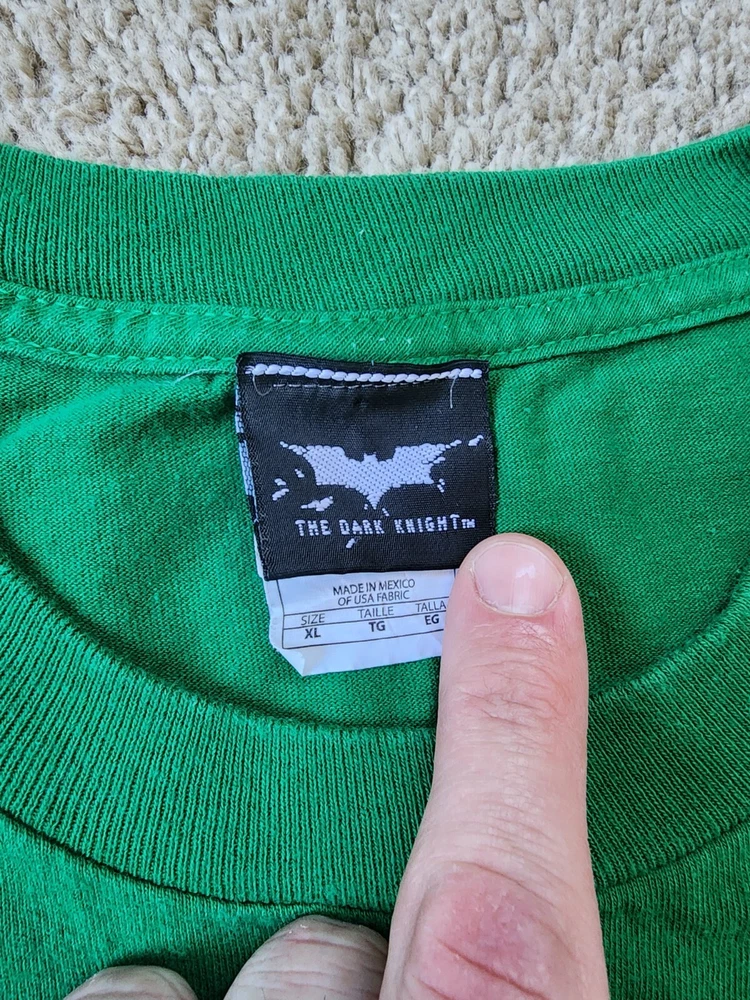 THE DARK KNIGHT™
MADE IN MEXICO
OF USA FABRIC
SIZE TAILLE TALLA
XL TG EG